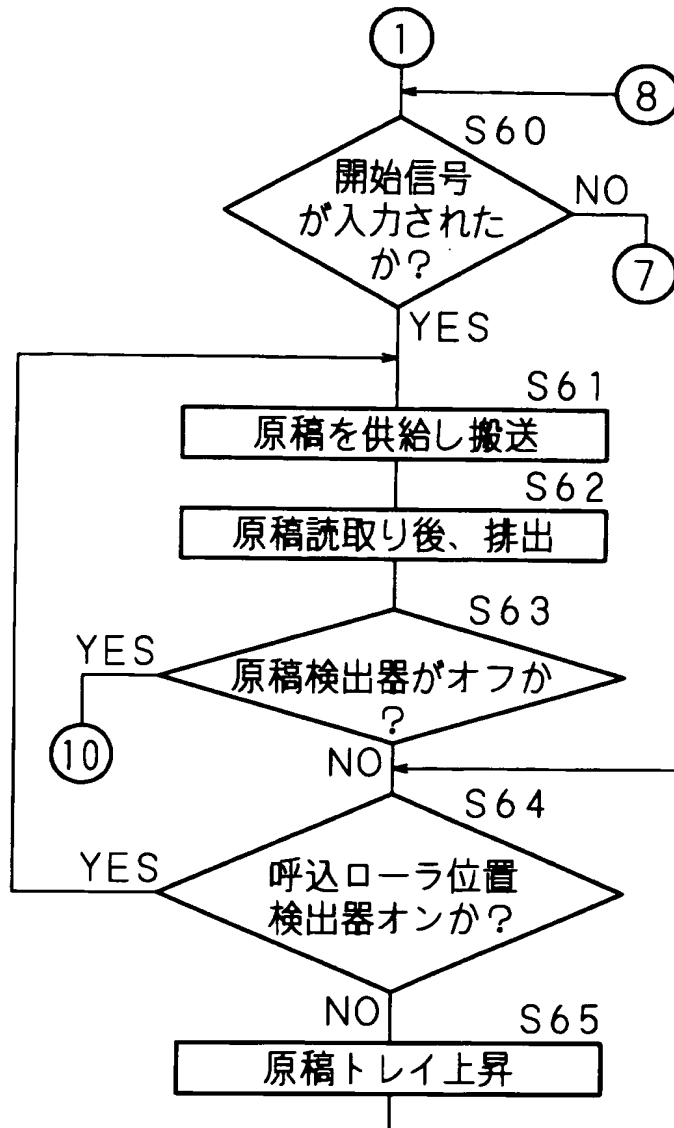 ①
⑧
S60
開始信号
が入力された
か?
NO
⑦
YES
S61
原稿を供給し搬送
S62
原稿読取り後、排出
S63
YES
原稿検出器がオフか
?
⑩
NO
S64
YES
呼込ローラ位置
検出器オンか?
NO
S65
原稿トレイ上昇